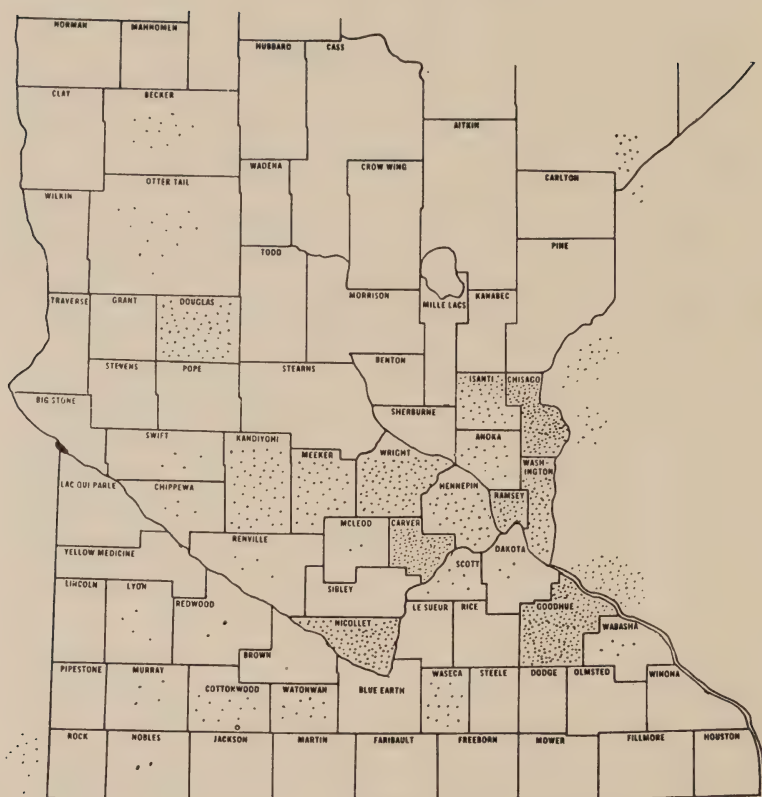 NORMAN
MAHNOMEN
HUBBARD
CASS
CLAY
BECKER
AITKIN
WADENA
CROW WING
CARLTON
OTTER TAIL
WILKIN
PINE
TODD
TRAVERSE
GRANT
DOUGLAS
MORRISON
MILLE LACS
KANABEC
STEVENS
POPE
STEARNS
BENTON
ISANTI
CHISAGO
BIG STONE
SHERBURNE
SWIFT
KANDIYOHI
MEEKER
WRIGHT
ANOKA
WASH-
INGTON
LAC QUI PARLE
CHIPPEWA
HENNEPIN
RAMSEY
MCLEOD
CARVER
RENVILLE
DAKOTA
YELLOW MEDICINE
SCOTT
LINCOLN
LYON
SIBLEY
REDWOOD
LE SUEUR
RICE
GOODHUE
NICOLLET
WABASHA
BROWN
PIPESTONE
MURRAY
COTTONWOOD
WATONWAN
BLUE EARTH
WASECA
STEELE
DODGE
OLMSTED
WINONA
ROCK
NOBLES
JACKSON
MARTIN
FARIBAULT
FREEBORN
MOWER
FILLMORE
HOUSTON